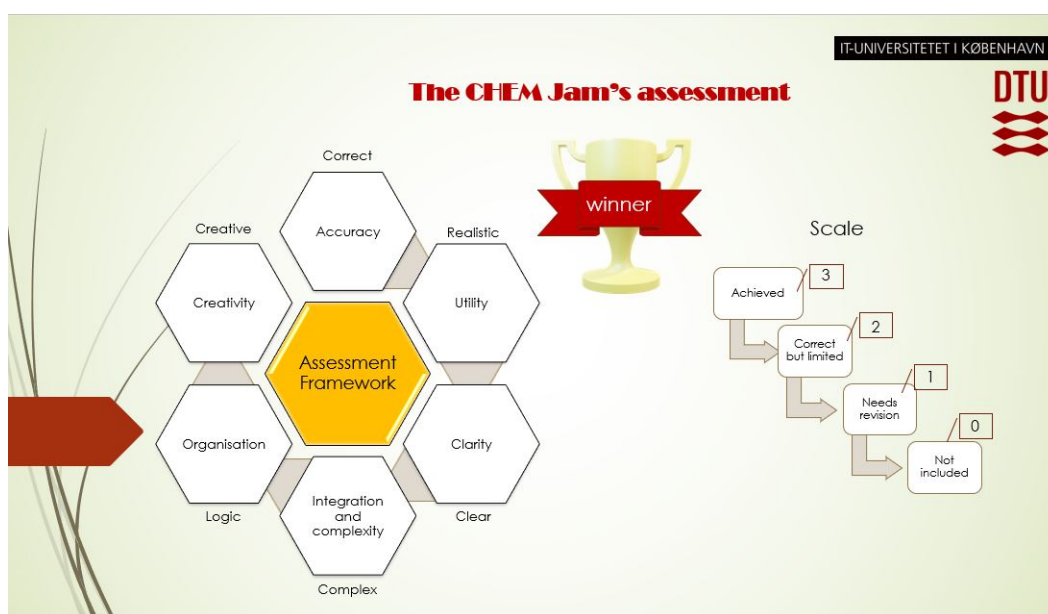 IT-UNIVERSITETET I KØBENHAVN
DTU
The CHEM Jam's assessment
winner
Correct
Accuracy
Realistic
Utility
Clear
Clarity
Complex
Integration
and
complexity
Logic
Organisation
Creative
Creativity
Assessment
Framework
Scale
Achieved
3
Correct
but limited
2
Needs
revision
1
Not
included
0